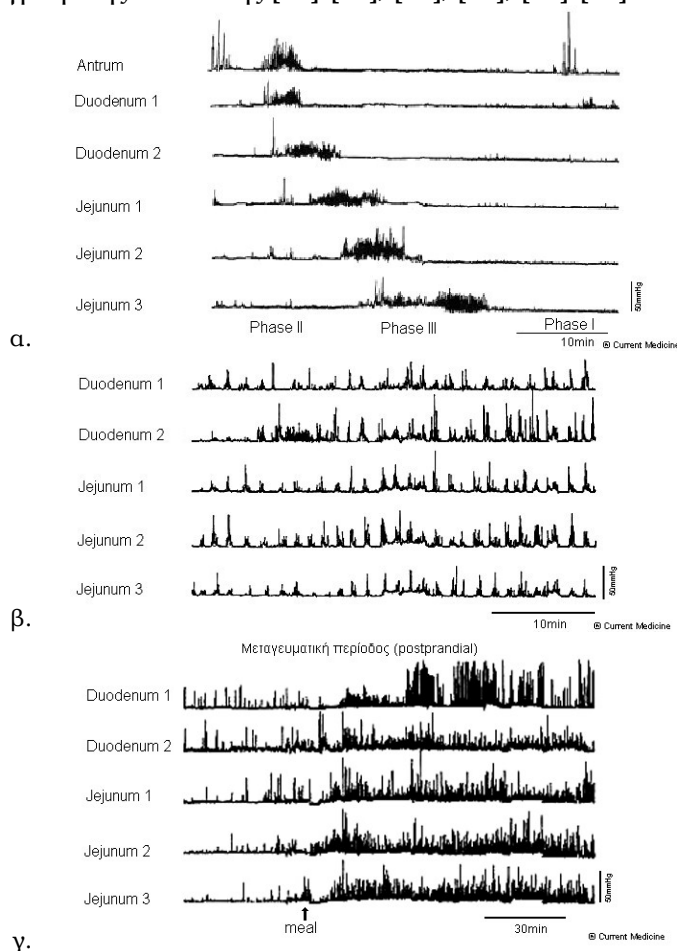 Antrum
Duodenum 1
Duodenum 2
Jejunum 1
Jejunum 2
Jejunum 3
50mmHg
Phase II Phase III Phase I
10min
α.
Current Medicine
Duodenum 1
Duodenum 2
Jejunum 1
Jejunum 2
Jejunum 3
50mmHg
10min
β.
Current Medicine
Μεταγευματική περίοδος (postprandial)
Duodenum 1
Duodenum 2
Jejunum 1
Jejunum 2
Jejunum 3
50mmHg
meal
30min
γ.
Current Medicine